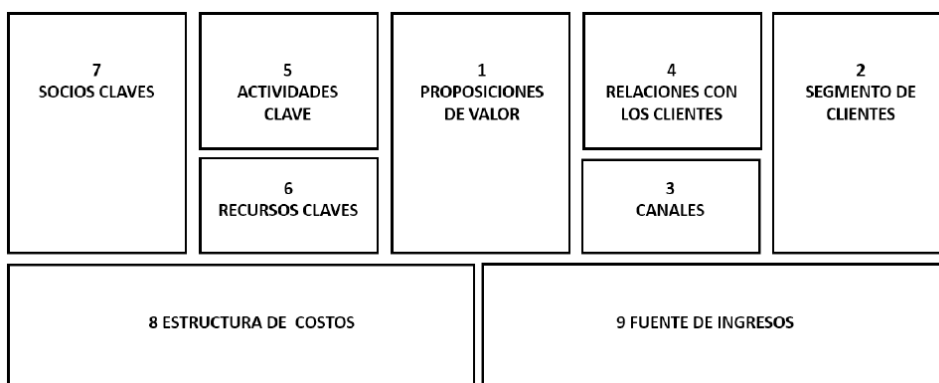 7
SOCIOS CLAVES
5
ACTIVIDADES
CLAVE
6
RECURSOS CLAVES
1
PROPOSICIONES
DE VALOR
4
RELACIONES CON
LOS CLIENTES
3
CANALES
2
SEGMENTO DE
CLIENTES
8 ESTRUCTURA DE COSTOS
9 FUENTE DE INGRESOS